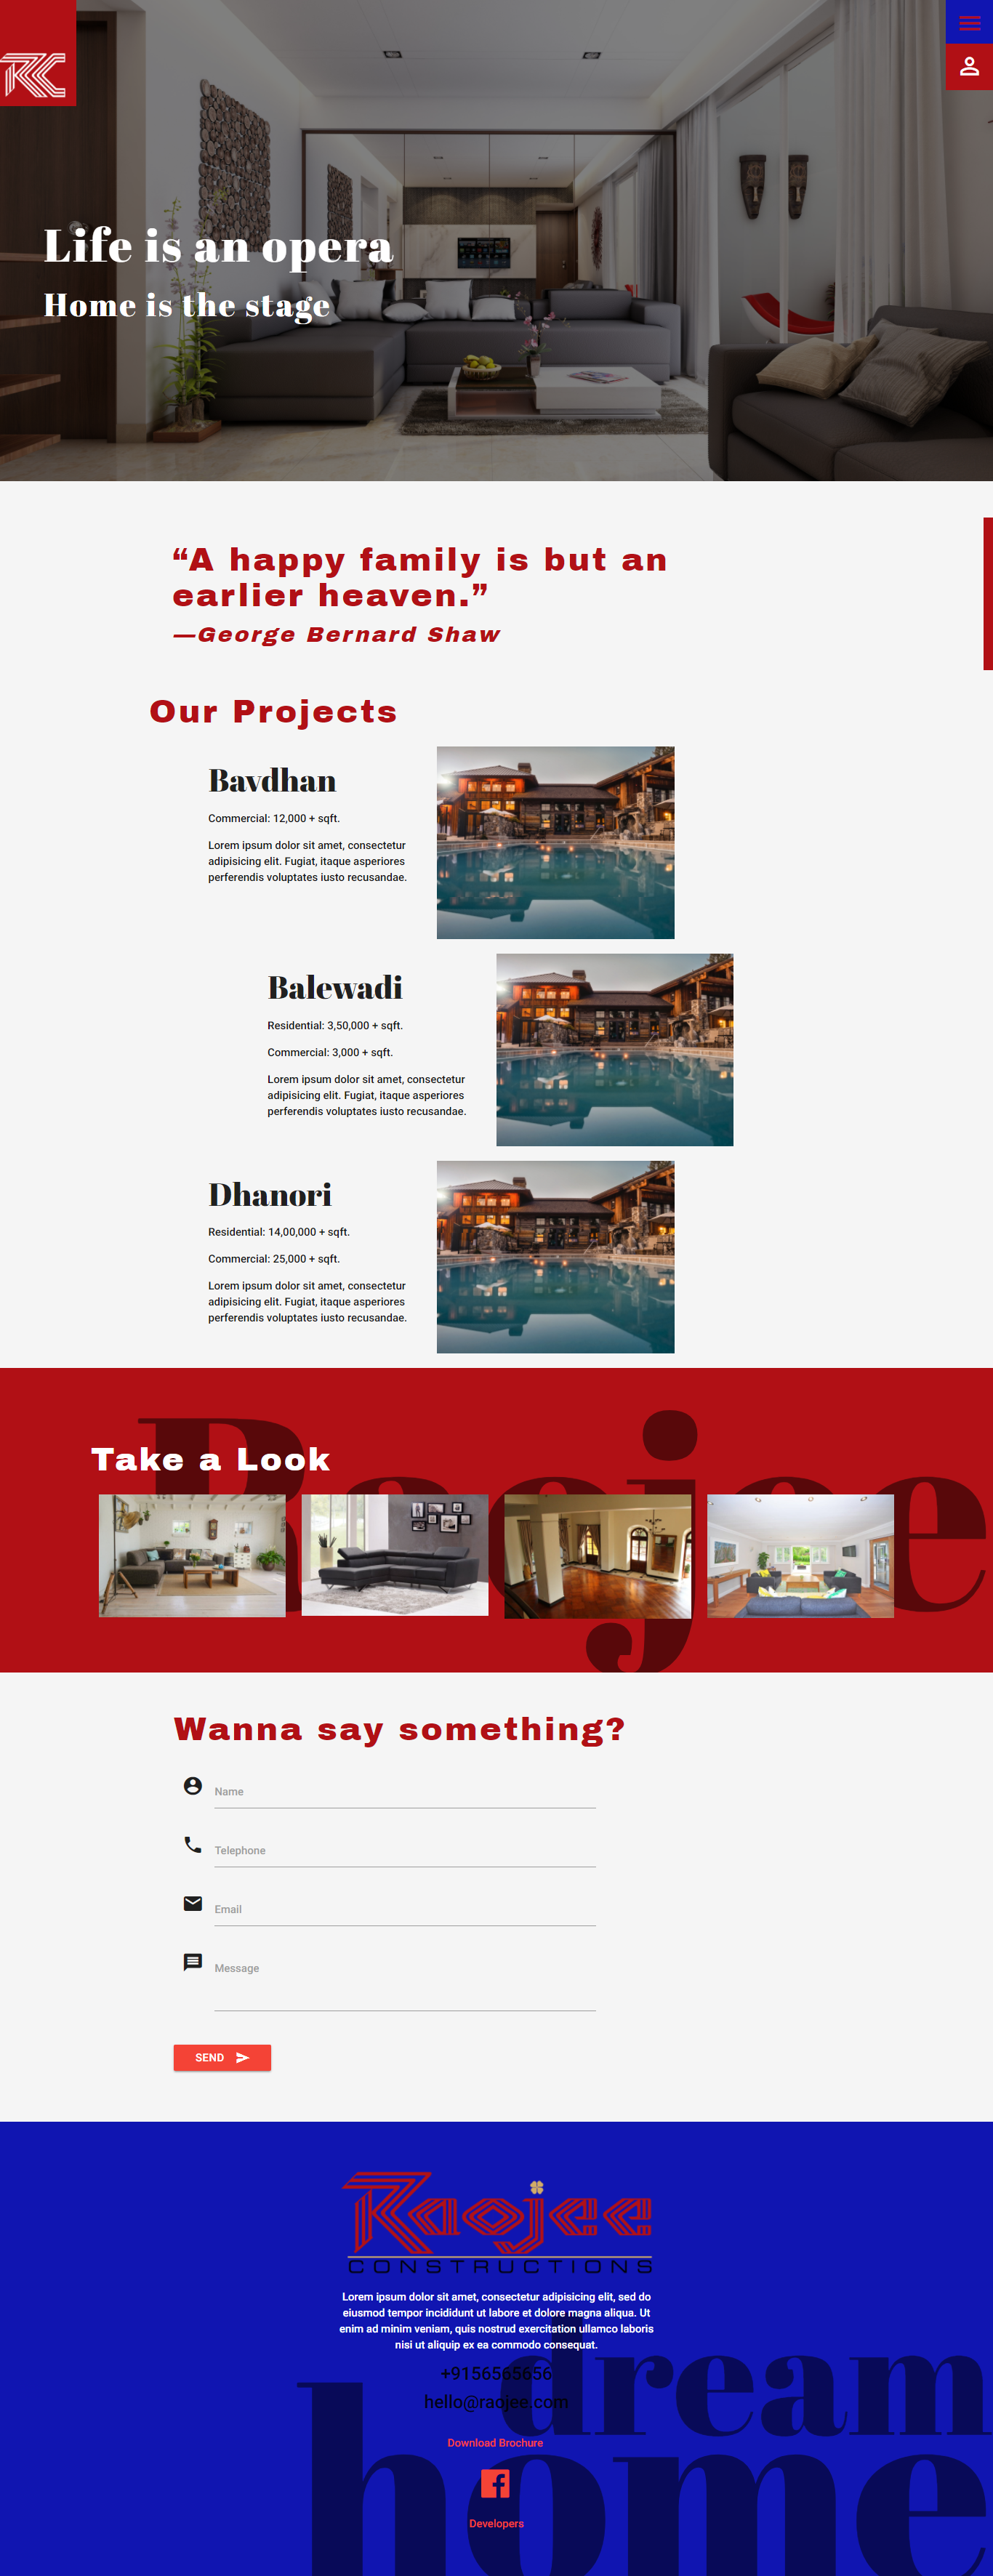 RC
Life is an opera
Home is the stage
“A happy family is but an
earlier heaven.”
—George Bernard Shaw
Our Projects
Bavdhan
Commercial: 12,000 + sqft.
Lorem ipsum dolor sit amet, consectetur
adipisicing elit. Fugiat, itaque asperiores
perferendis voluptates iusto recusandae.
Balewadi
Residential: 3,50,000 + sqft.
Commercial: 3,000 + sqft.
Lorem ipsum dolor sit amet, consectetur
adipisicing elit. Fugiat, itaque asperiores
perferendis voluptates iusto recusandae.
Dhanori
Residential: 14,00,000 + sqft.
Commercial: 25,000 + sqft.
Lorem ipsum dolor sit amet, consectetur
adipisicing elit. Fugiat, itaque asperiores
perferendis voluptates iusto recusandae.
Raojee
Take a Look
Wanna say something?
Name
Telephone
Email
Message
SEND
Raojee
CONSTRUCTIONS
Lorem ipsum dolor sit amet, consectetur adipisicing elit, sed do
eiusmod tempor incididunt ut labore et dolore magna aliqua. Ut
enim ad minim veniam, quis nostrud exercitation ullamco laboris
nisi ut aliquip ex ea commodo consequat.
+9156565656
hello@raojee.com
Download Brochure
Developers
dream
home